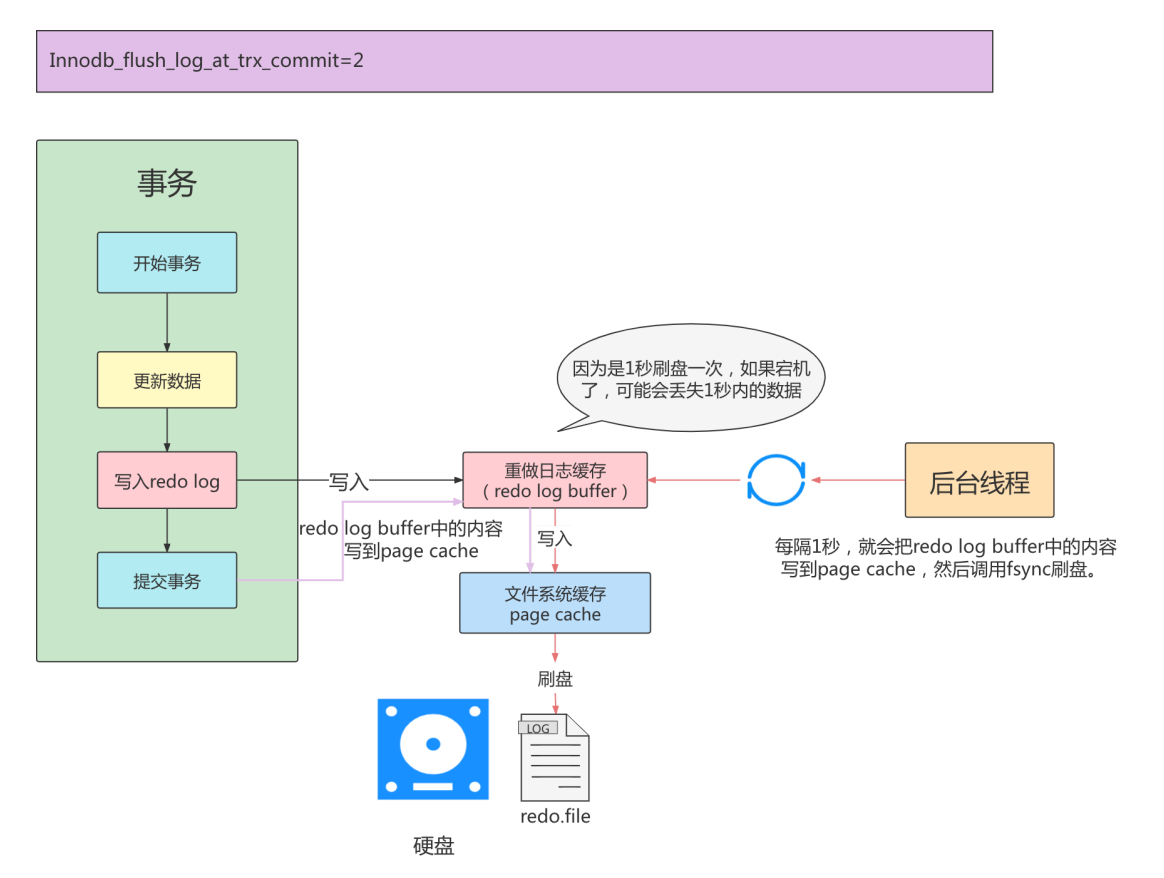 Innodb_flush_log_at_trx_commit=2
事务
开始事务
更新数据
写入redo log
提交事务
写入
redo log buffer中的内容
写到page cache
因为是1秒刷盘一次，如果宕机
了，可能会丢失1秒内的数据
重做日志缓存
（redo log buffer）
写入
文件系统缓存
page cache
刷盘
LOG
redo.file
硬盘
后台线程
每隔1秒，就会把redo log buffer中的内容
写到page cache，然后调用fsync刷盘。